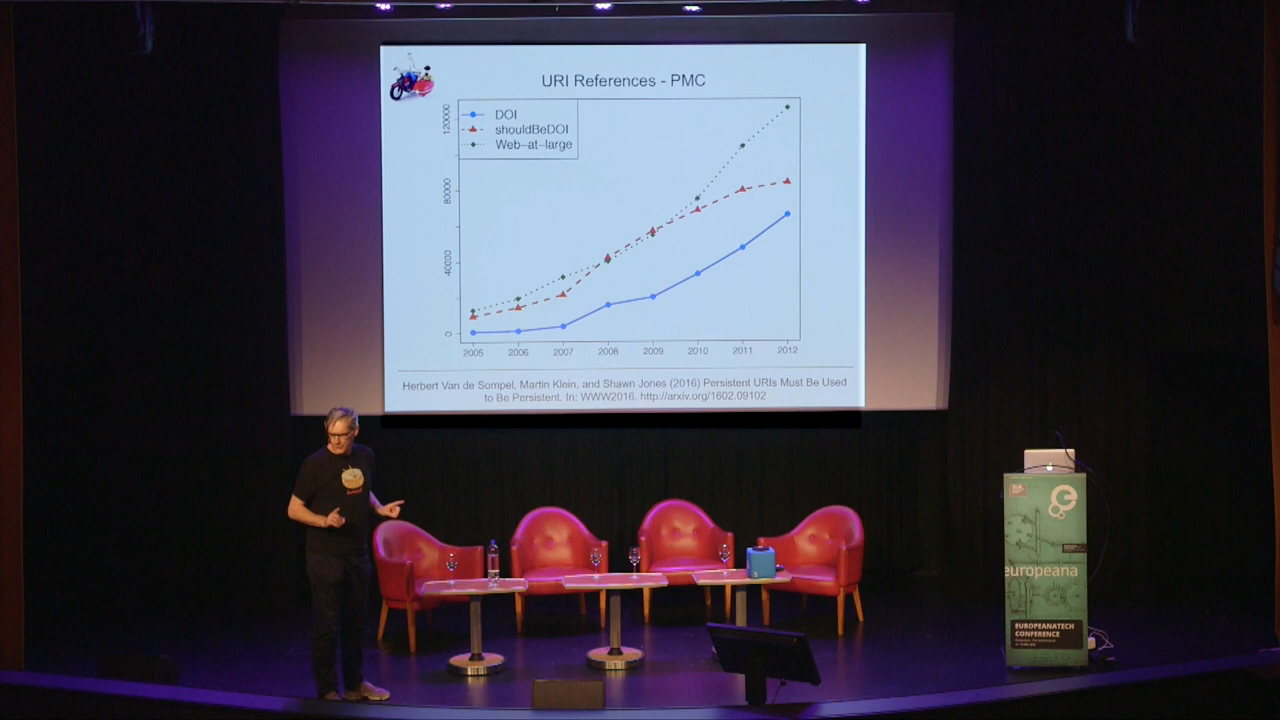 URI References - PMC
DOI
shouldBeDOI
Web-at-large
120000
80000
40000
0
2005 2006 2007 2008 2009 2010 2011 2012
Herbert Van de Sompel, Martin Klein, and Shawn Jones (2016) Persistent URIs Must Be Used
to Be Persistent. In: WWW2016. http://arxiv.org/1602.09102
europeana
EUROPEANATECH
CONFERENCE